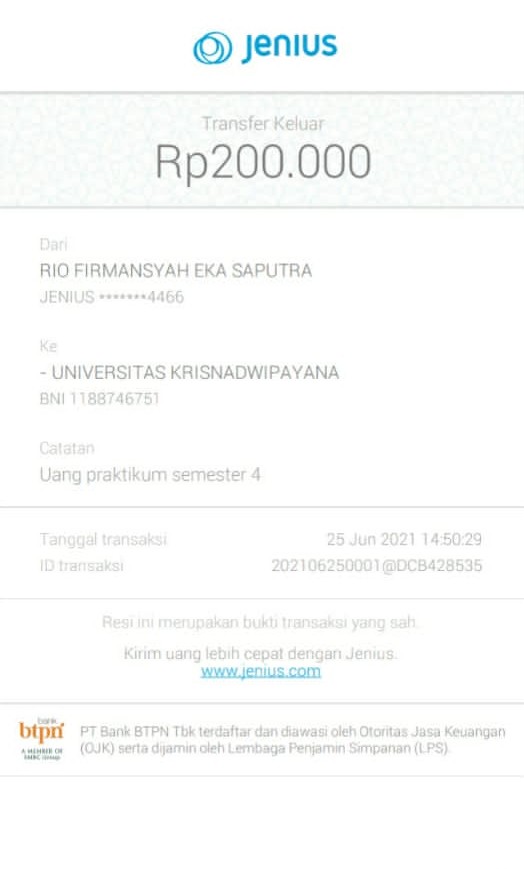 jenius
Transfer Keluar
Rp200.000
Dari
RIO FIRMANSYAH EKA SAPUTRA
JENIUS *******4466
Ke
- UNIVERSITAS KRISNADWIPAYANA
BNI 1188746751
Catatan
Uang praktikum semester 4
Tanggal transaksi 25 Jun 2021 14:50:29
ID transaksi 202106250001@DCB428535
Resi ini merupakan bukti transaksi yang sah.
Kirim uang lebih cepat dengan Jenius.
www.jenius.com
bank
btpn
A MEMBER OF
SMBC Group
PT Bank BTPN Tbk terdaftar dan diawasi oleh Otoritas Jasa Keuangan
(OJK) serta dijamin oleh Lembaga Penjamin Simpanan (LPS).